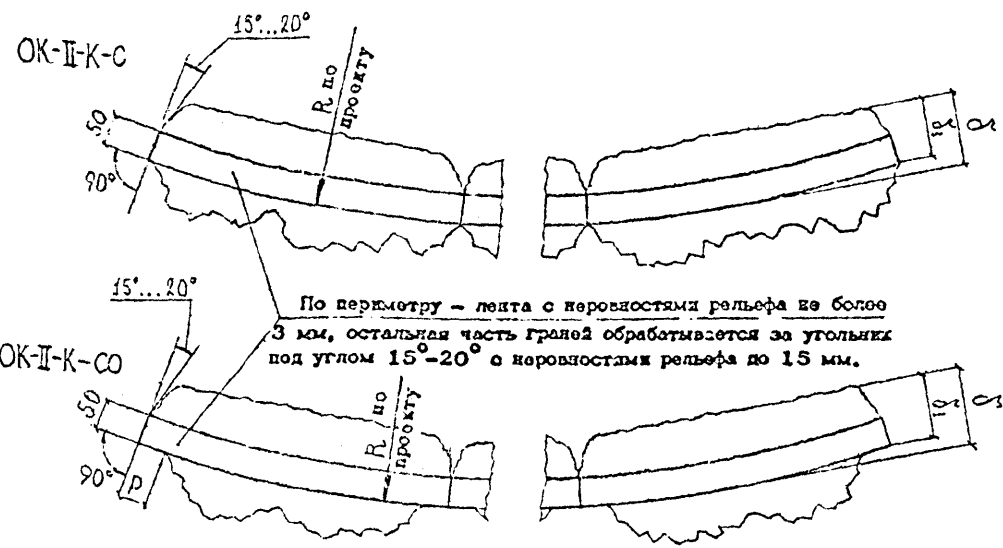 ОК-II-К-С
15°...20°
R по
проекту
50
90°
15°...20°
По периметру – лента с неровностями рельефа не более
3 мм, остальная часть граней обрабатывается за угольник
под углом 15°-20° с неровностями рельефа до 15 мм.
ОК-II-К-СО
R по
проекту
50
90°
р